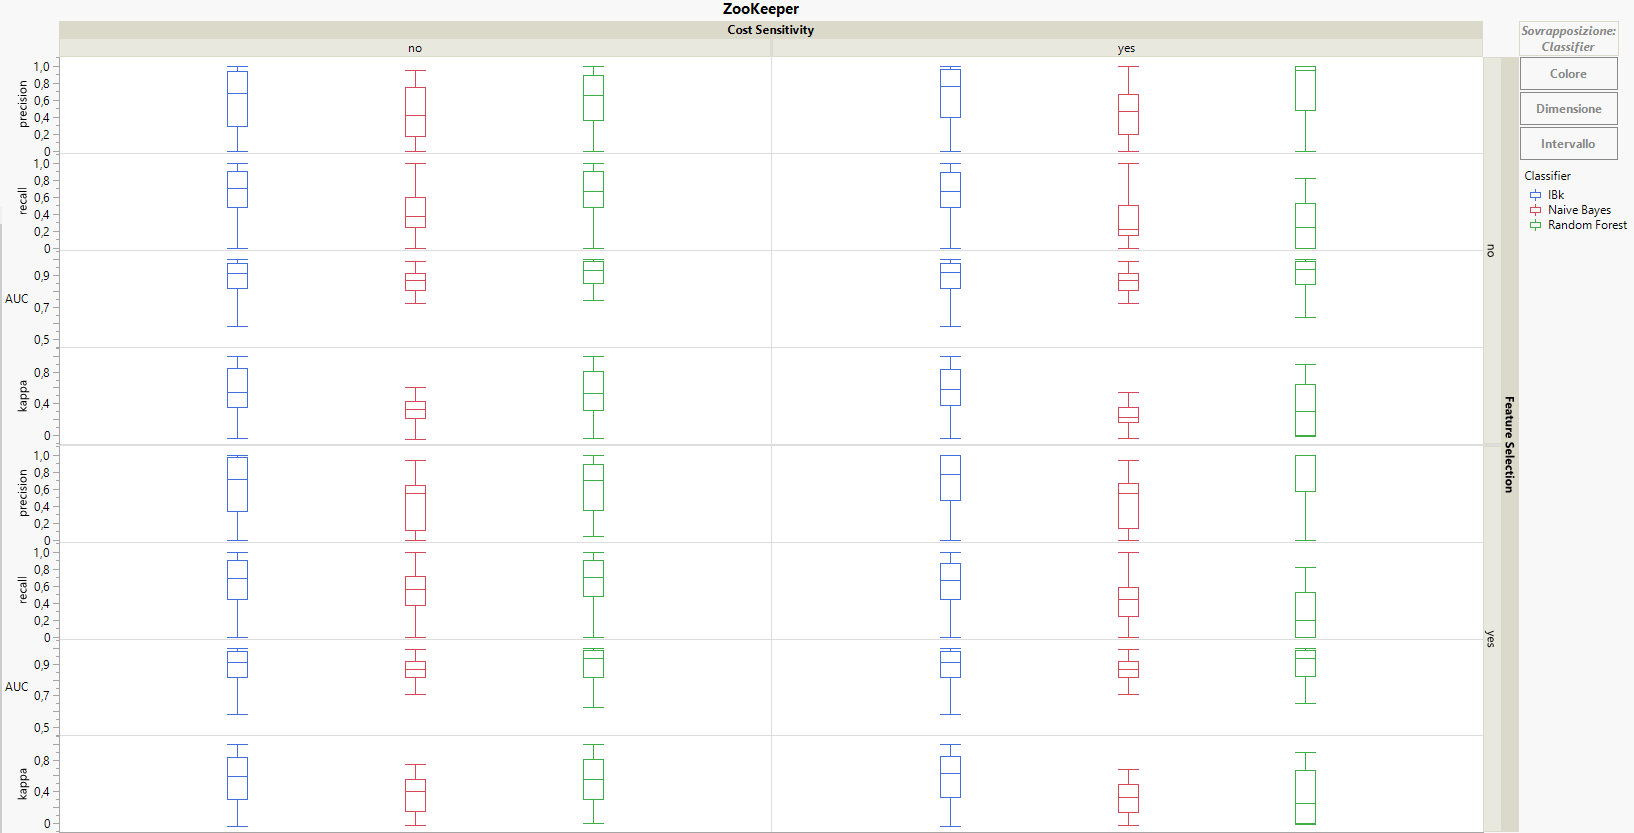 ZooKeeper
Cost Sensitivity
no
yes
Sovrapposizione:
Classifier
Colore
Dimensione
Intervallo
Classifier
IBk
Naive Bayes
Random Forest
precision
1,0
0,8
0,6
0,4
0,2
0
recall
1,0
0,8
0,6
0,4
0,2
0
AUC
0,9
0,7
0,5
kappa
0,8
0,4
0
no
Feature Selection
precision
1,0
0,8
0,6
0,4
0,2
0
recall
1,0
0,8
0,6
0,4
0,2
0
AUC
0,9
0,7
0,5
kappa
0,8
0,4
0
yes